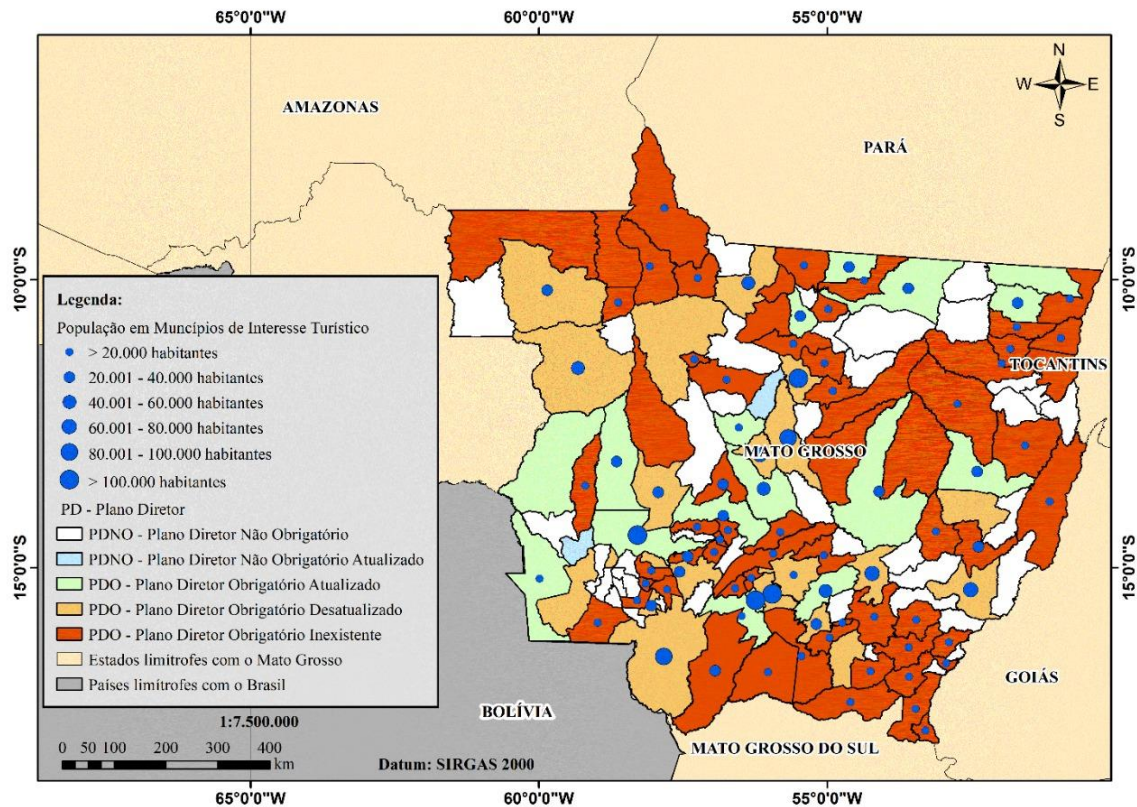 65°0'0"W 60°0'0"W 55°0'0"W
N
W E
S
AMAZONAS
PARÁ
10°0'0"S 10°0'0"S
Legenda:
População em Muncípios de Interesse Turístico
> 20.000 habitantes
20.001 - 40.000 habitantes
40.001 - 60.000 habitantes
60.001 - 80.000 habitantes
80.001 - 100.000 habitantes
> 100.000 habitantes
PD - Plano Diretor
PDNO - Plano Diretor Não Obrigatório
PDNO - Plano Diretor Não Obrigatório Atualizado
PDO - Plano Diretor Obrigatório Atualizado
PDO - Plano Diretor Obrigatório Desatualizado
PDO - Plano Diretor Obrigatório Inexistente
Estados limítrofes com o Mato Grosso
Países limítrofes com o Brasil
TOCANTINS
MATO GROSSO
15°0'0"S 15°0'0"S
GOIÁS
BOLÍVIA
MATO GROSSO DO SUL
1:7.500.000
0 50 100 200 300 400
km
Datum: SIRGAS 2000
65°0'0"W 60°0'0"W 55°0'0"W